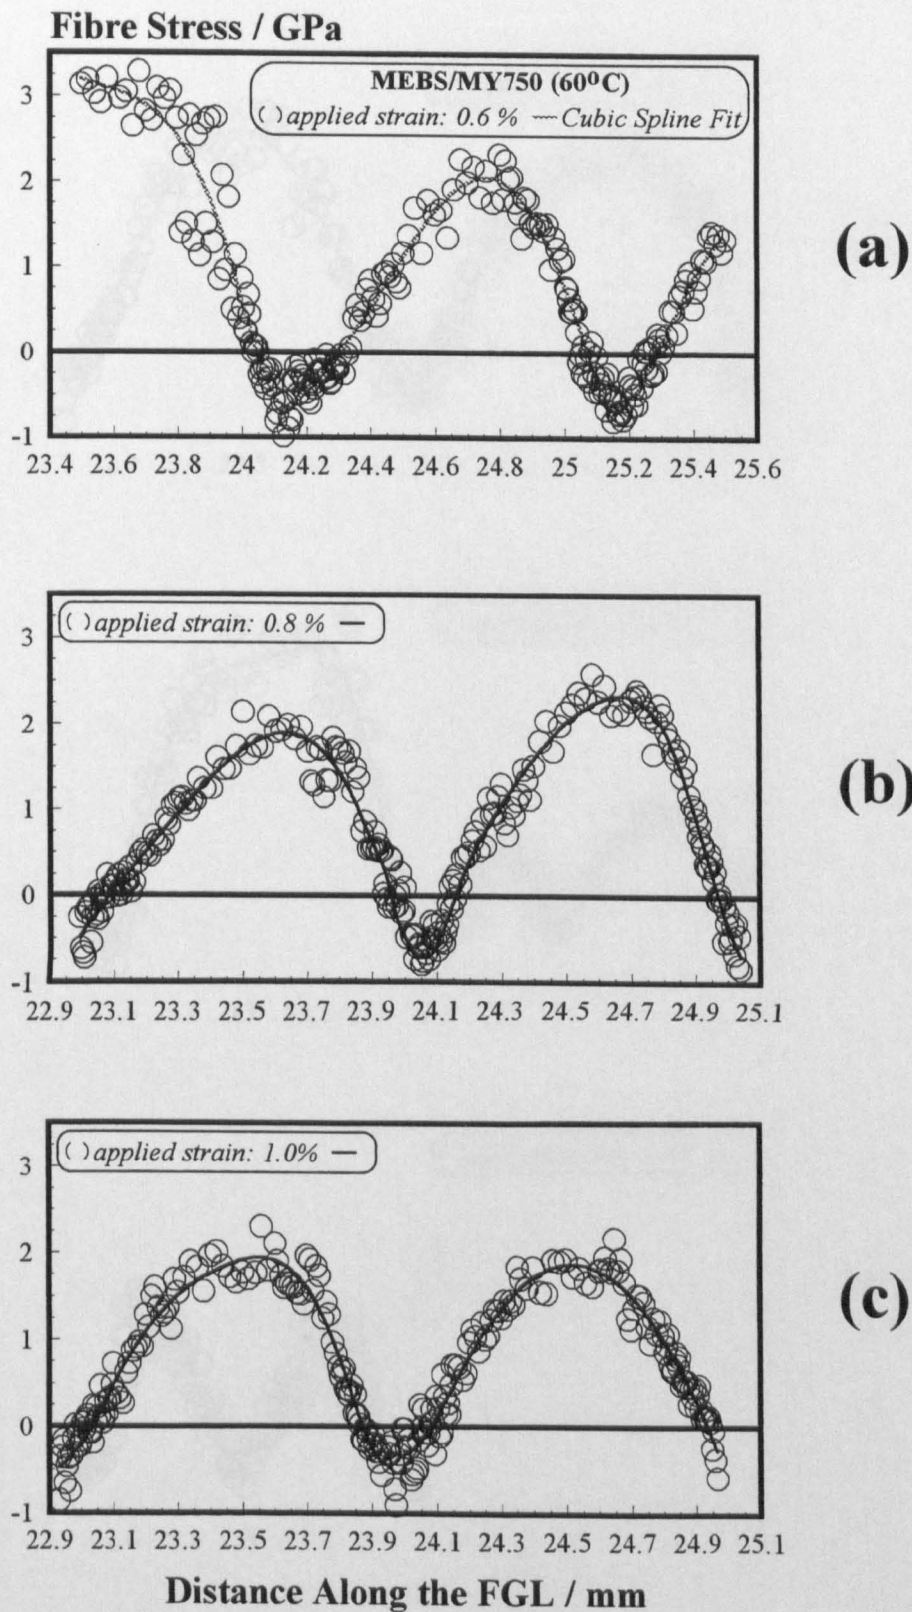 Fibre Stress / GPa
MEBS/MY750 (60⁰C)
( ) applied strain: 0.6 % — Cubic Spline Fit
3
2
1
0
-1
23.4 23.6 23.8 24 24.2 24.4 24.6 24.8 25 25.2 25.4 25.6
(a)
( ) applied strain: 0.8 % —
3
2
1
0
-1
22.9 23.1 23.3 23.5 23.7 23.9 24.1 24.3 24.5 24.7 24.9 25.1
(b)
( ) applied strain: 1.0% —
3
2
1
0
-1
22.9 23.1 23.3 23.5 23.7 23.9 24.1 24.3 24.5 24.7 24.9 25.1
(c)
Distance Along the FGL / mm